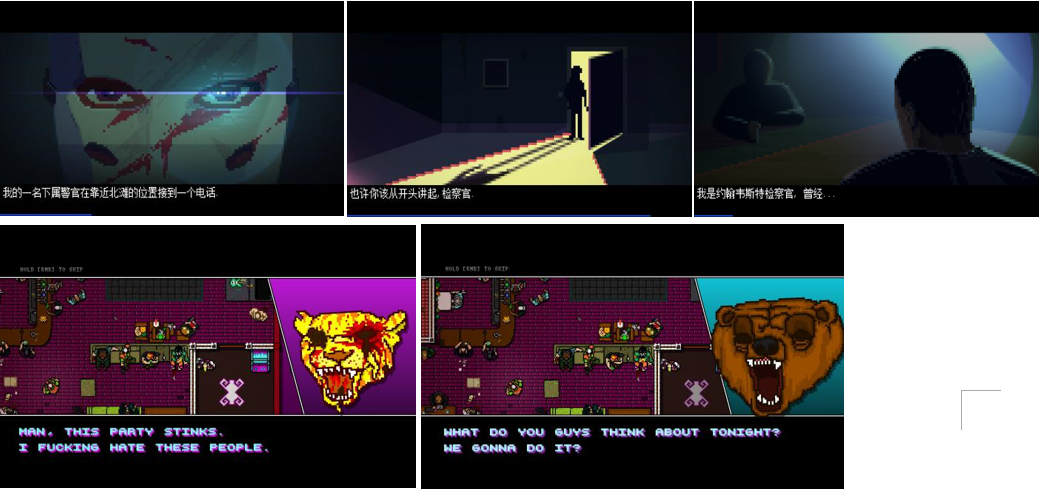 我的一名下属警官在靠近北滩的位置接到一个电话.
也许你该从开头讲起,检察官.
我是约翰韦斯特检察官, 曾经...
HOLD [RMB] TO SKIP
MAN. THIS PARTY STINKS.
I FUCKING HATE THESE PEOPLE.
HOLD [RMB] TO SKIP
WHAT DO YOU GUYS THINK ABOUT TONIGHT?
WE GONNA DO IT?